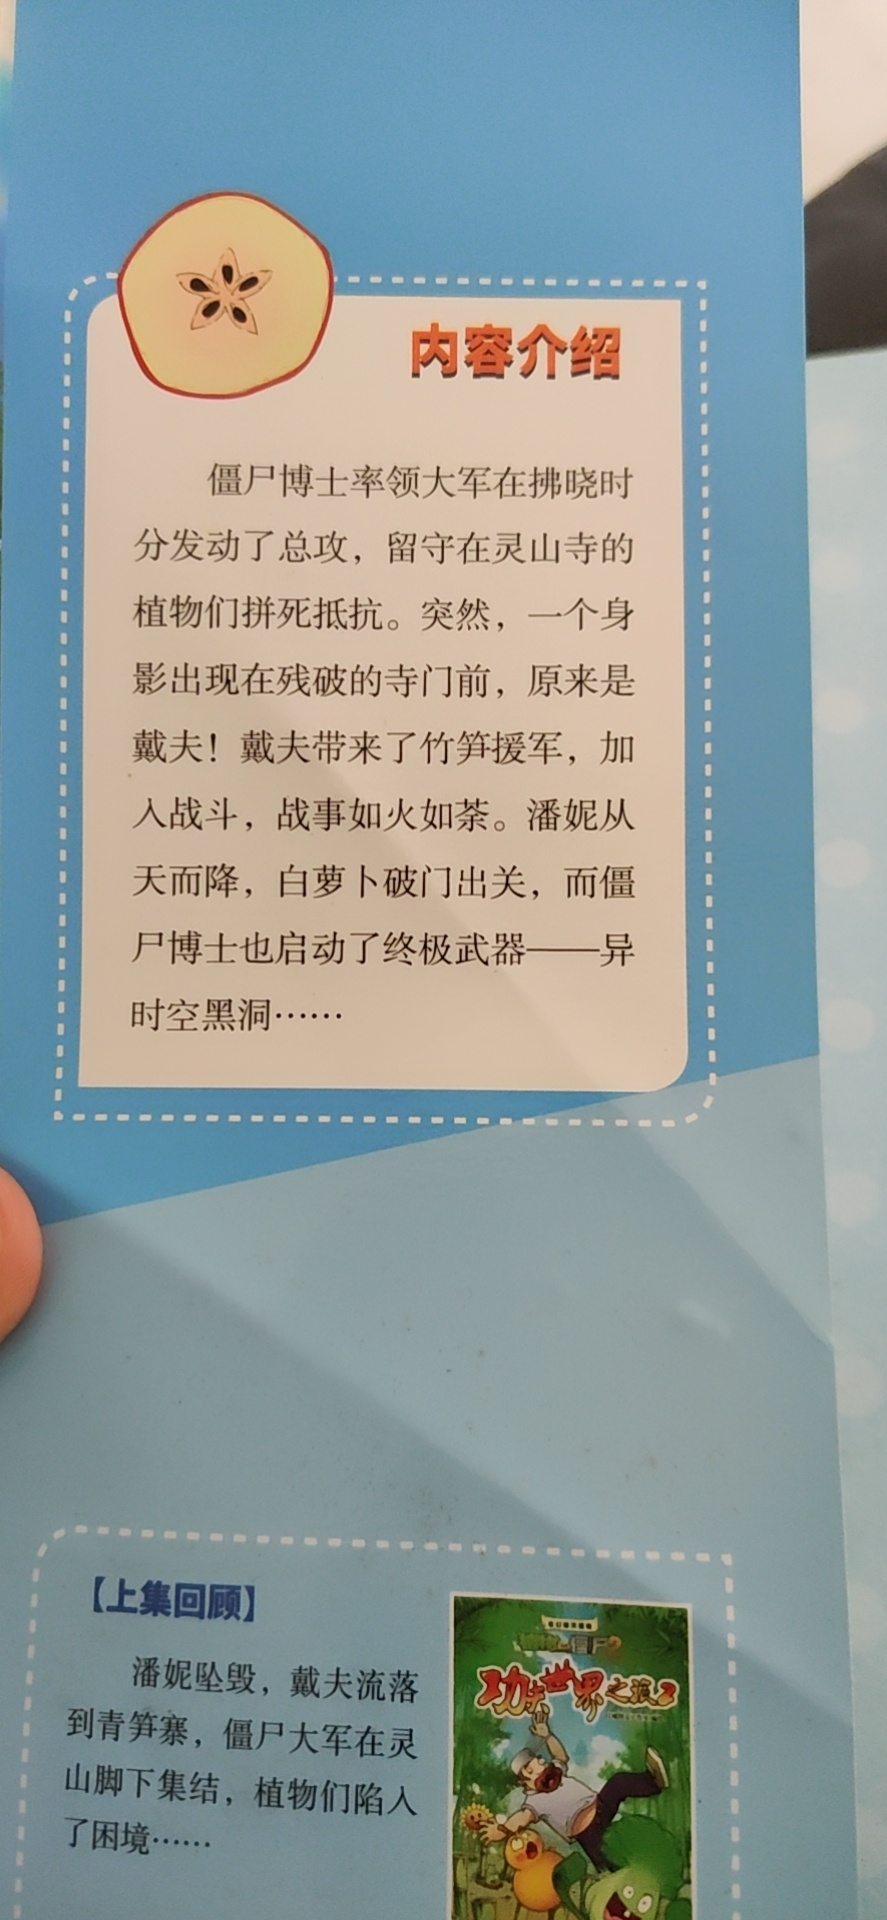 内容介绍
僵尸博士率领大军在拂晓时
分发动了总攻，留守在灵山寺的
植物们拼死抵抗。突然，一个身
影出现在残破的寺门前，原来是
戴夫！戴夫带来了竹笋援军，加
入战斗，战事如火如荼。潘妮从
天而降，白萝卜破门出关，而僵
尸博士也启动了终极武器——异
时空黑洞……
【上集回顾】
潘妮坠毁，戴夫流落
到青笋寨，僵尸大军在灵
山脚下集结，植物们陷入
了困境……
功夫世界之旅2